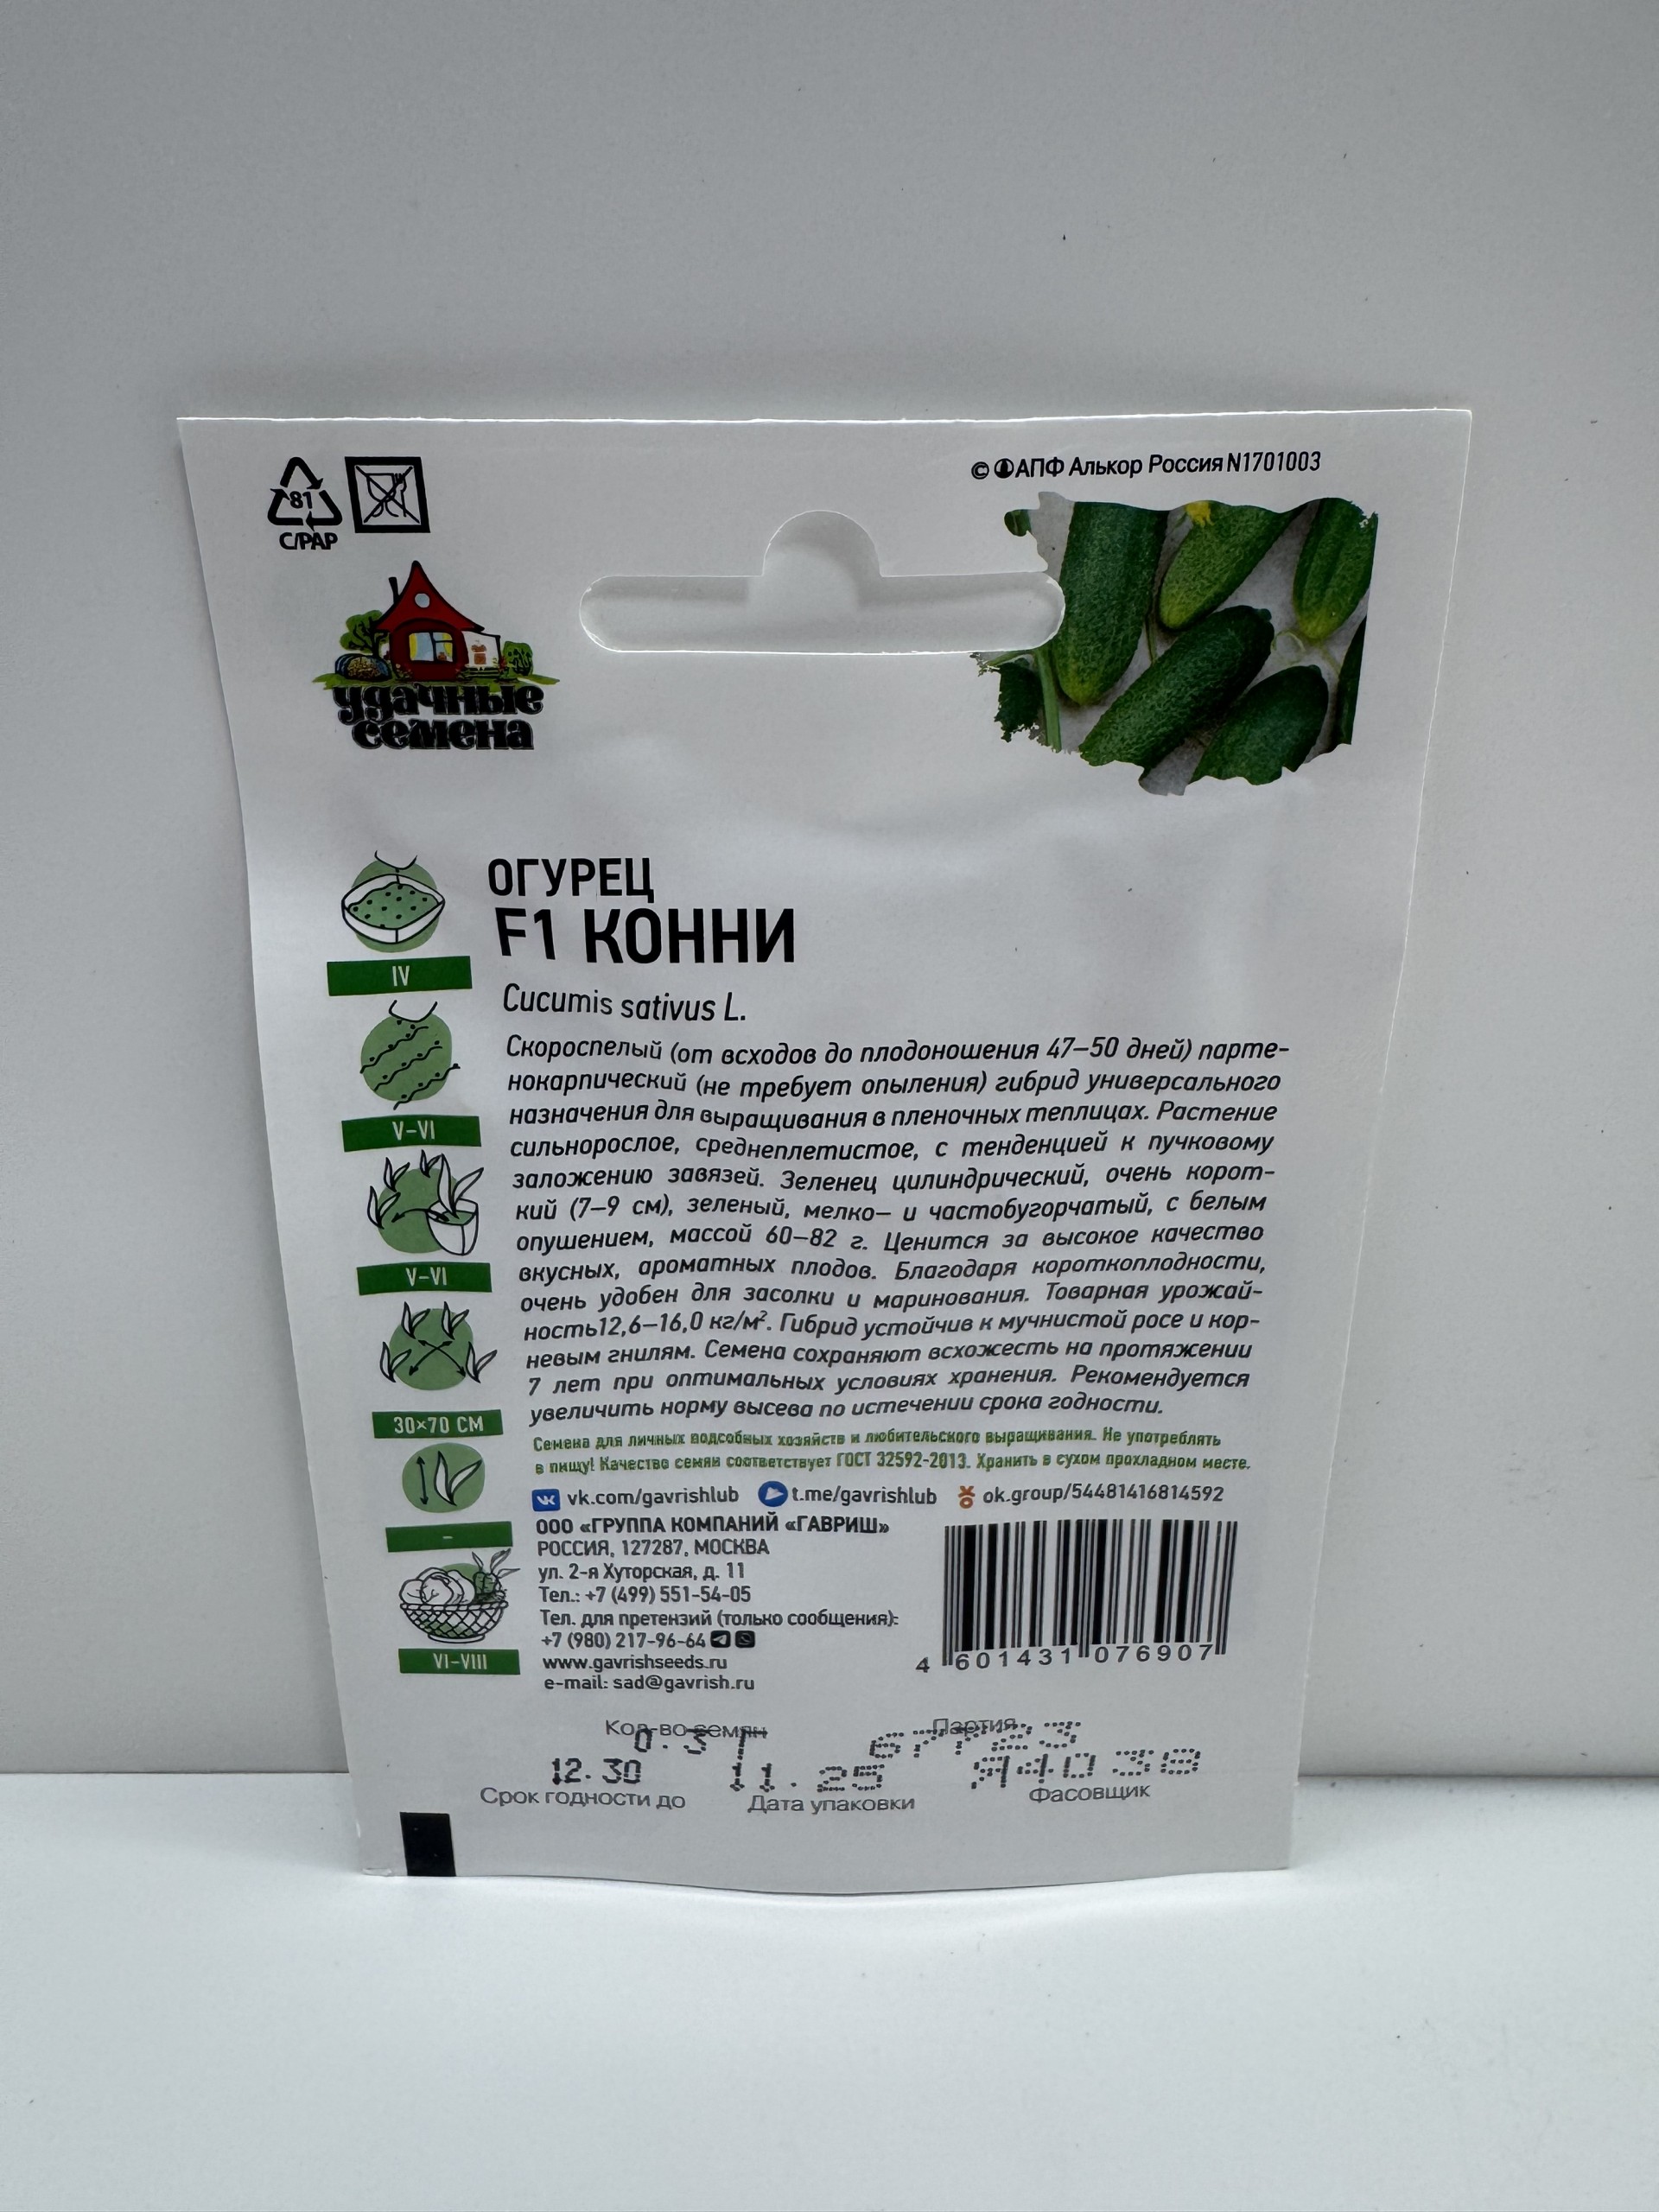 © АПФ Алькор Россия N1701003
81
C/PAP
удачные
семена
ОГУРЕЦ
F1 КОННИ
Cucumis sativus L.
Скороспелый (от всходов до плодоношения 47–50 дней) парте-
нокарпический (не требует опыления) гибрид универсального
назначения для выращивания в пленочных теплицах. Растение
сильнорослое, среднеплетистое, с тенденцией к пучковому
заложению завязей. Зеленец цилиндрический, очень корот-
кий (7–9 см), зеленый, мелко– и частобугорчатый, с белым
опушением, массой 60–82 г. Ценится за высокое качество
вкусных, ароматных плодов. Благодаря короткоплодности,
очень удобен для засолки и маринования. Товарная урожай-
ность12,6–16,0 кг/м². Гибрид устойчив к мучнистой росе и кор-
невым гнилям. Семена сохраняют всхожесть на протяжении
7 лет при оптимальных условиях хранения. Рекомендуется
увеличить норму высева по истечении срока годности.
IV
V–VI
V–VI
30×70 СМ
–
VI–VIII
Семена для личных подсобных хозяйств и любительского выращивания. Не употреблять
в пищу! Качество семян соответствует ГОСТ 32592-2013. Хранить в сухом прохладном месте.
vk.com/gavrishlub t.me/gavrishlub ok.group/54481416814592
ООО «ГРУППА КОМПАНИЙ «ГАВРИШ»
РОССИЯ, 127287, МОСКВА
ул. 2-я Хуторская, д. 11
Тел.: +7 (499) 551-54-05
Тел. для претензий (только сообщения):
+7 (980) 217-96-64
www.gavrishseeds.ru
e-mail: sad@gavrish.ru
4 601431 076907
Кол-во семян Партия
12.30 11.25
Срок годности до Дата упаковки Фасовщик